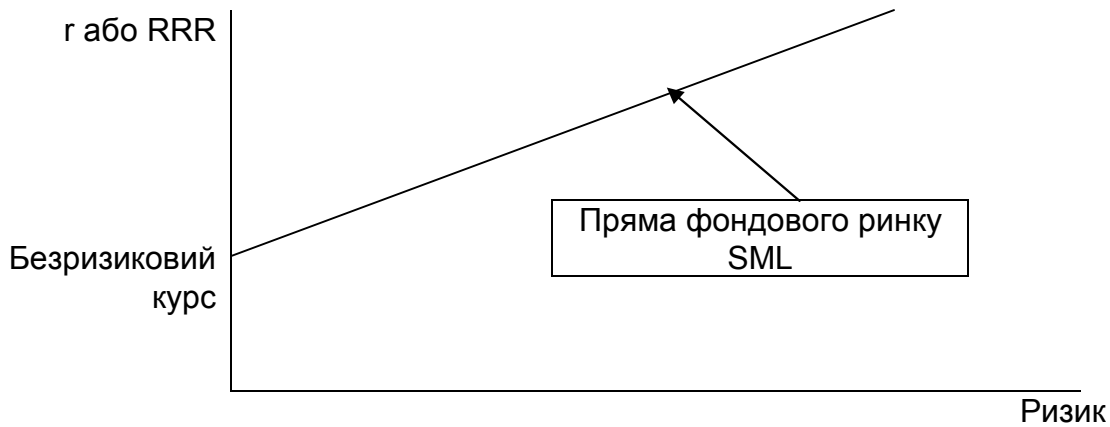 r або RRR
Пряма фондового ринку
SML
Безризиковий
курс
Ризик